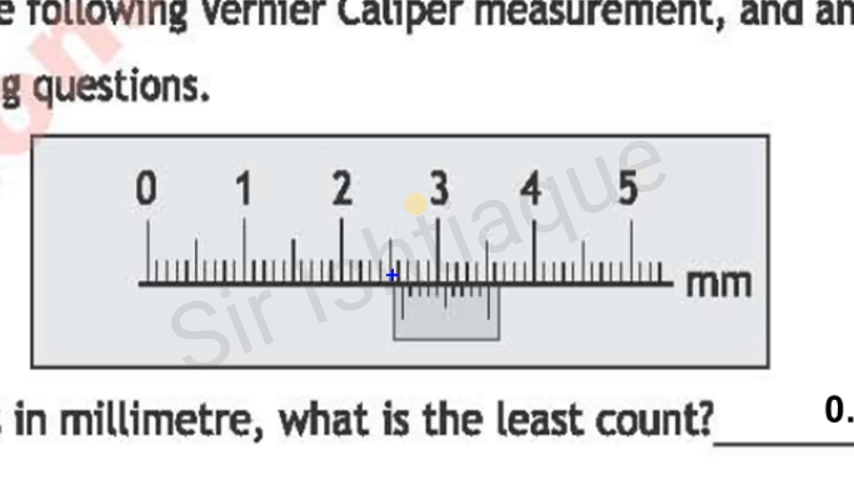 e following Vernier Caliper measurement, and an
g questions.
0 1 2 3 4 5
mm
Sir Ishtiaque
in millimetre, what is the least count? 0.